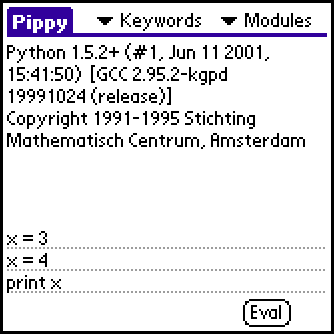 Pippy Keywords Modules
Python 1.5.2+ (#1, Jun 11 2001,
15:41:50) [GCC 2.95.2-kgpd
19991024 (release)]
Copyright 1991-1995 Stichting
Mathematisch Centrum, Amsterdam
x = 3
x = 4
print x
Eval